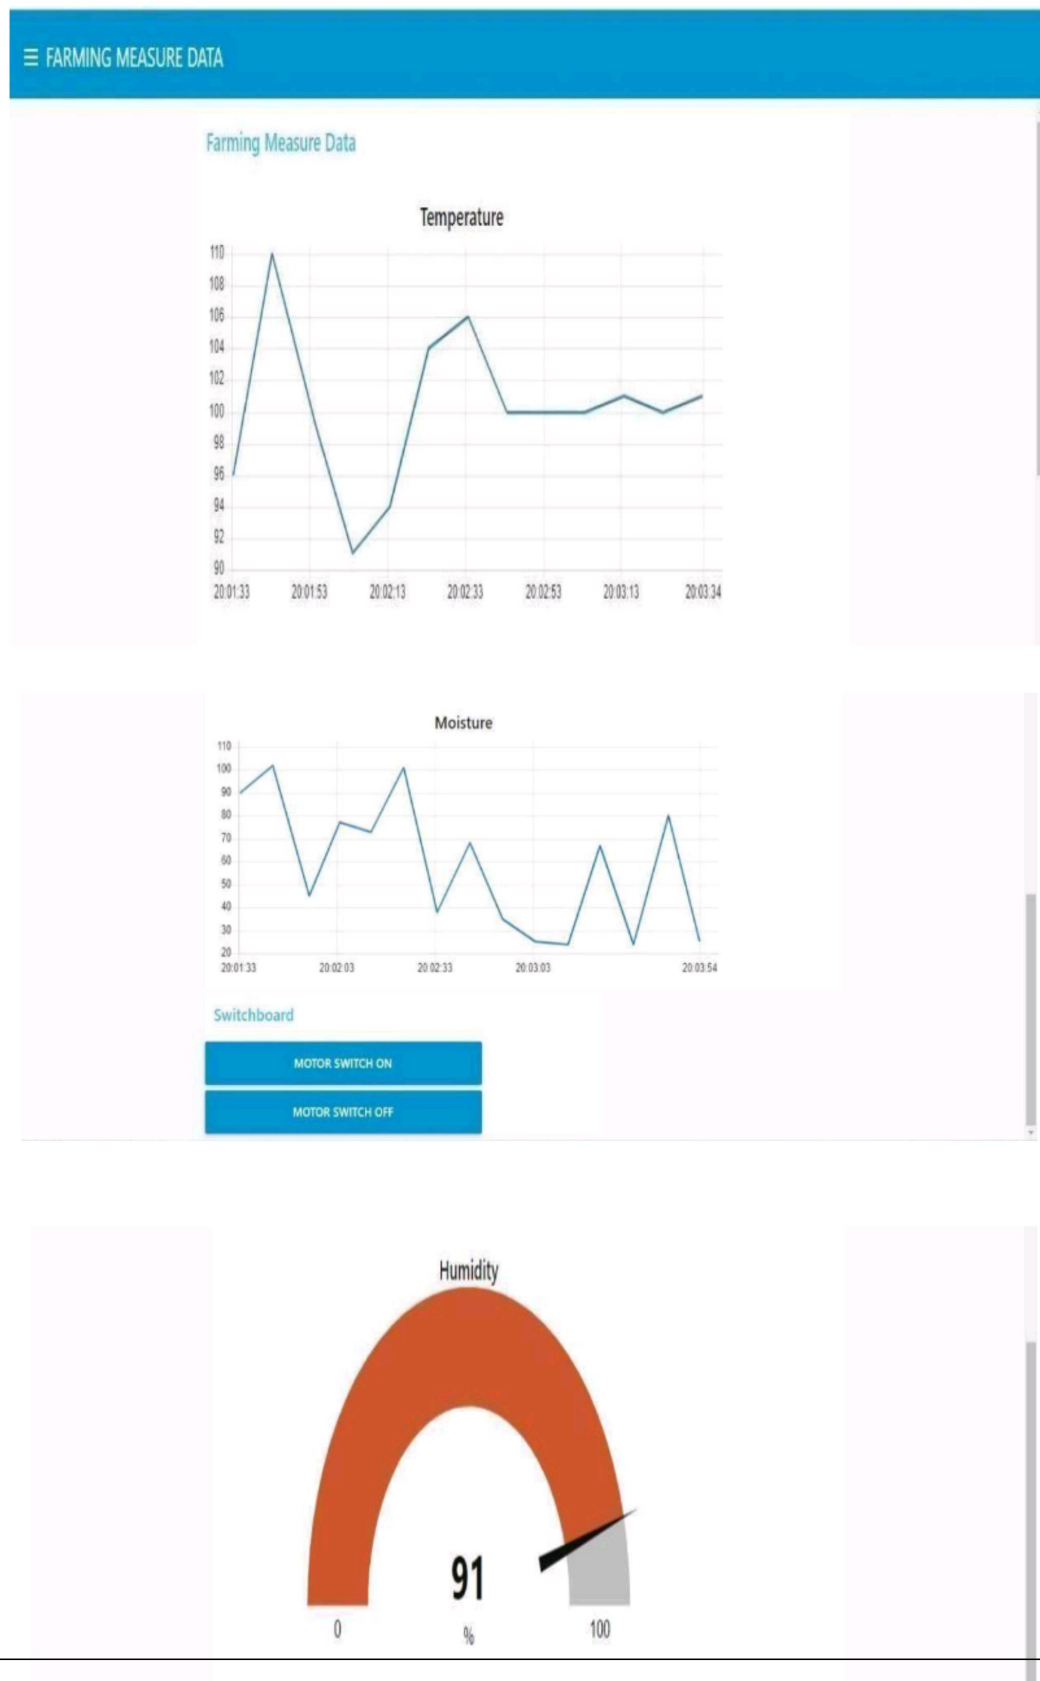 ☰ FARMING MEASURE DATA
Farming Measure Data
Temperature
110
108
106
104
102
100
98
96
94
92
90
20:01:33 20:01:53 20:02:13 20:02:33 20:02:53 20:03:13 20:03:34
Moisture
110
100
90
80
70
60
50
40
30
20
20:01:33 20:02:03 20:02:33 20:03:03 20:03:54
Switchboard
MOTOR SWITCH ON
MOTOR SWITCH OFF
Humidity
91
0 % 100